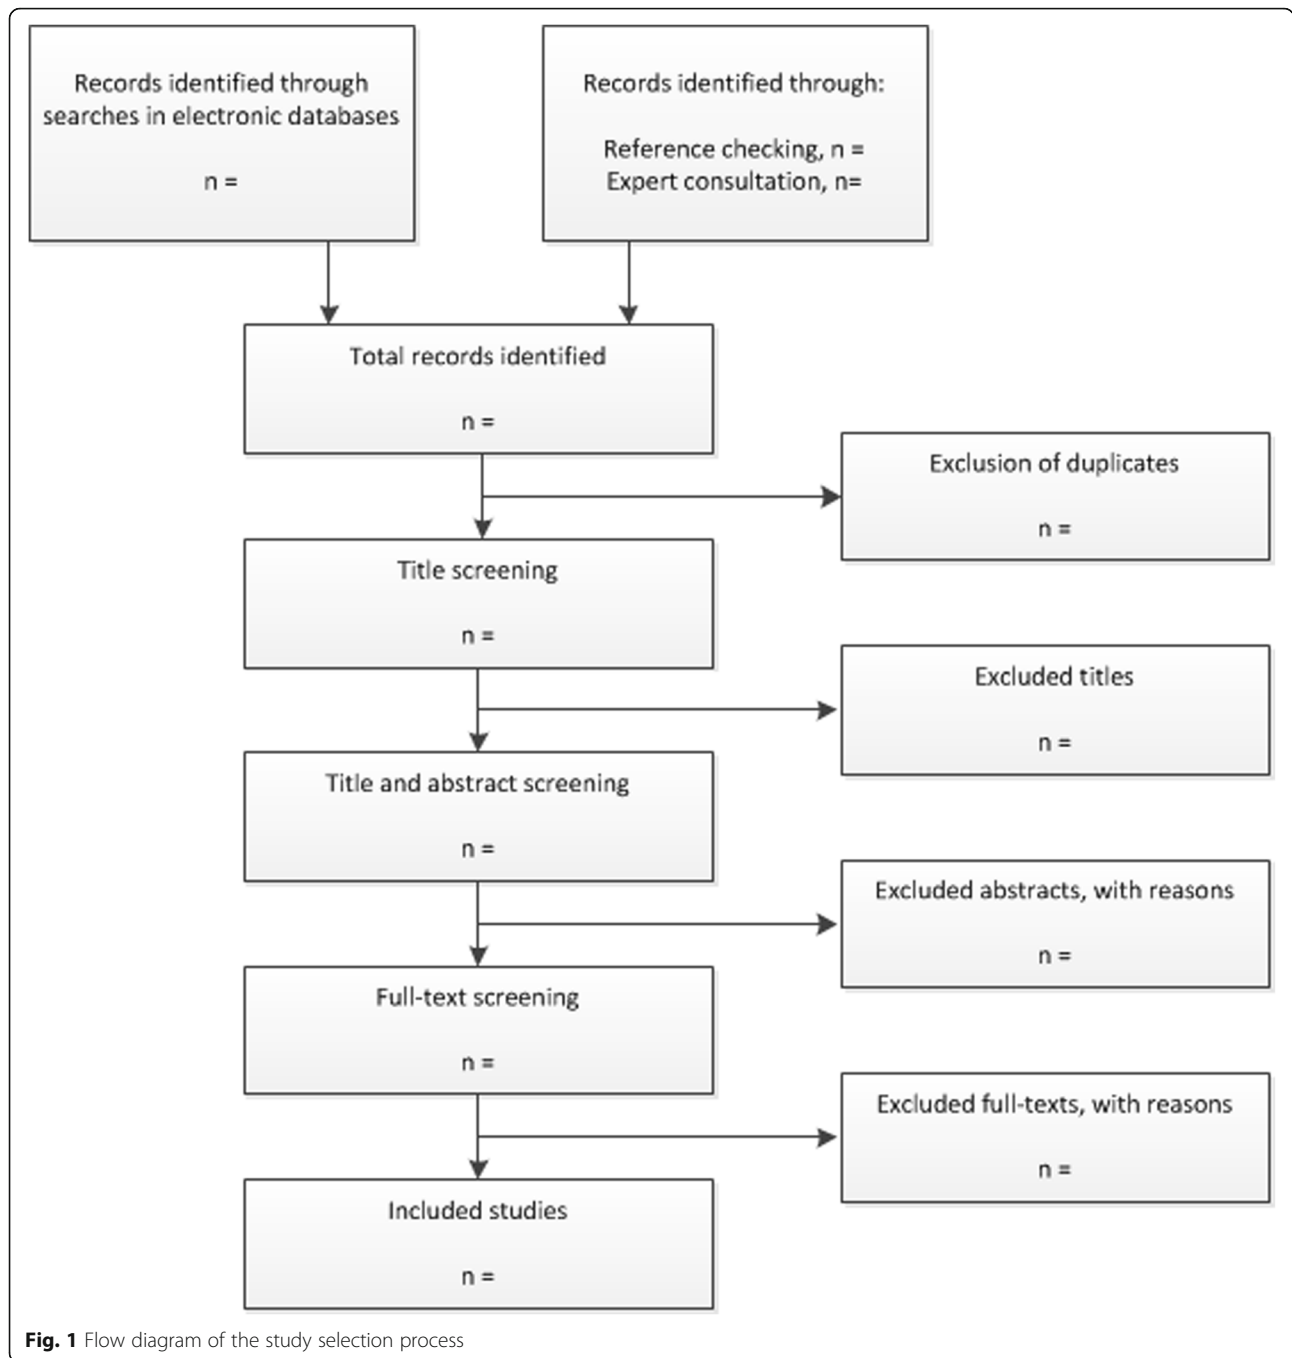 Records identified through
searches in electronic databases
n =
Records identified through:
Reference checking, n =
Expert consultation, n=
Total records identified
n =
Exclusion of duplicates
n =
Title screening
n =
Excluded titles
n =
Title and abstract screening
n =
Excluded abstracts, with reasons
n =
Full-text screening
n =
Excluded full-texts, with reasons
n =
Included studies
n =
Fig. 1 Flow diagram of the study selection process